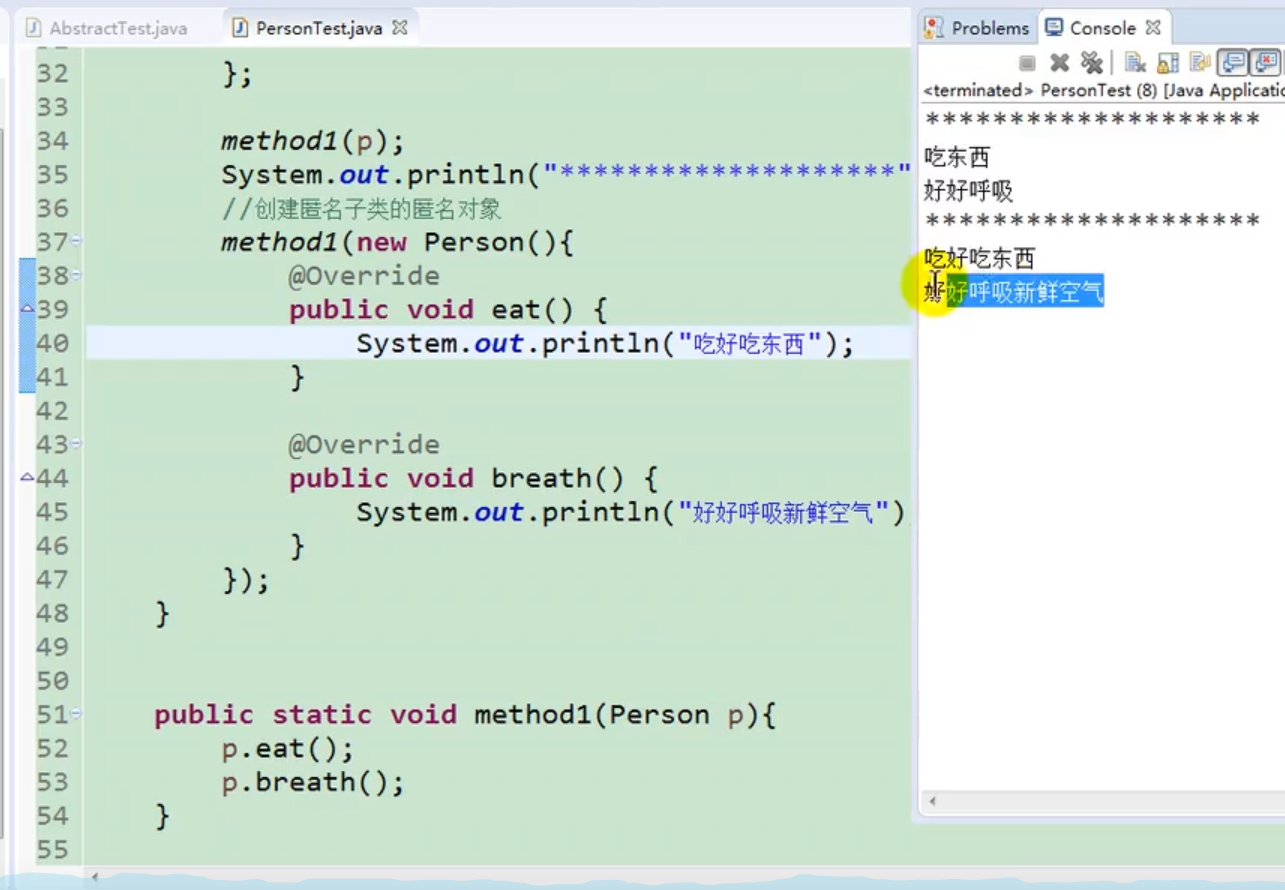 AbstractTest.java
PersonTest.java
32 };
33
34 method1(p);
35 System.out.println("********************"
36 //创建匿名子类的匿名对象
37 method1(new Person(){
38 @Override
39 public void eat() {
40 System.out.println("吃好吃东西");
41 }
42
43 @Override
44 public void breath() {
45 System.out.println("好好呼吸新鲜空气")
46 }
47 });
48 }
49
50
51 public static void method1(Person p){
52 p.eat();
53 p.breath();
54 }
55
Problems
Console
<terminated> PersonTest (8) [Java Applicatio
********************
吃东西
好好呼吸
********************
吃好吃东西
好好呼吸新鲜空气